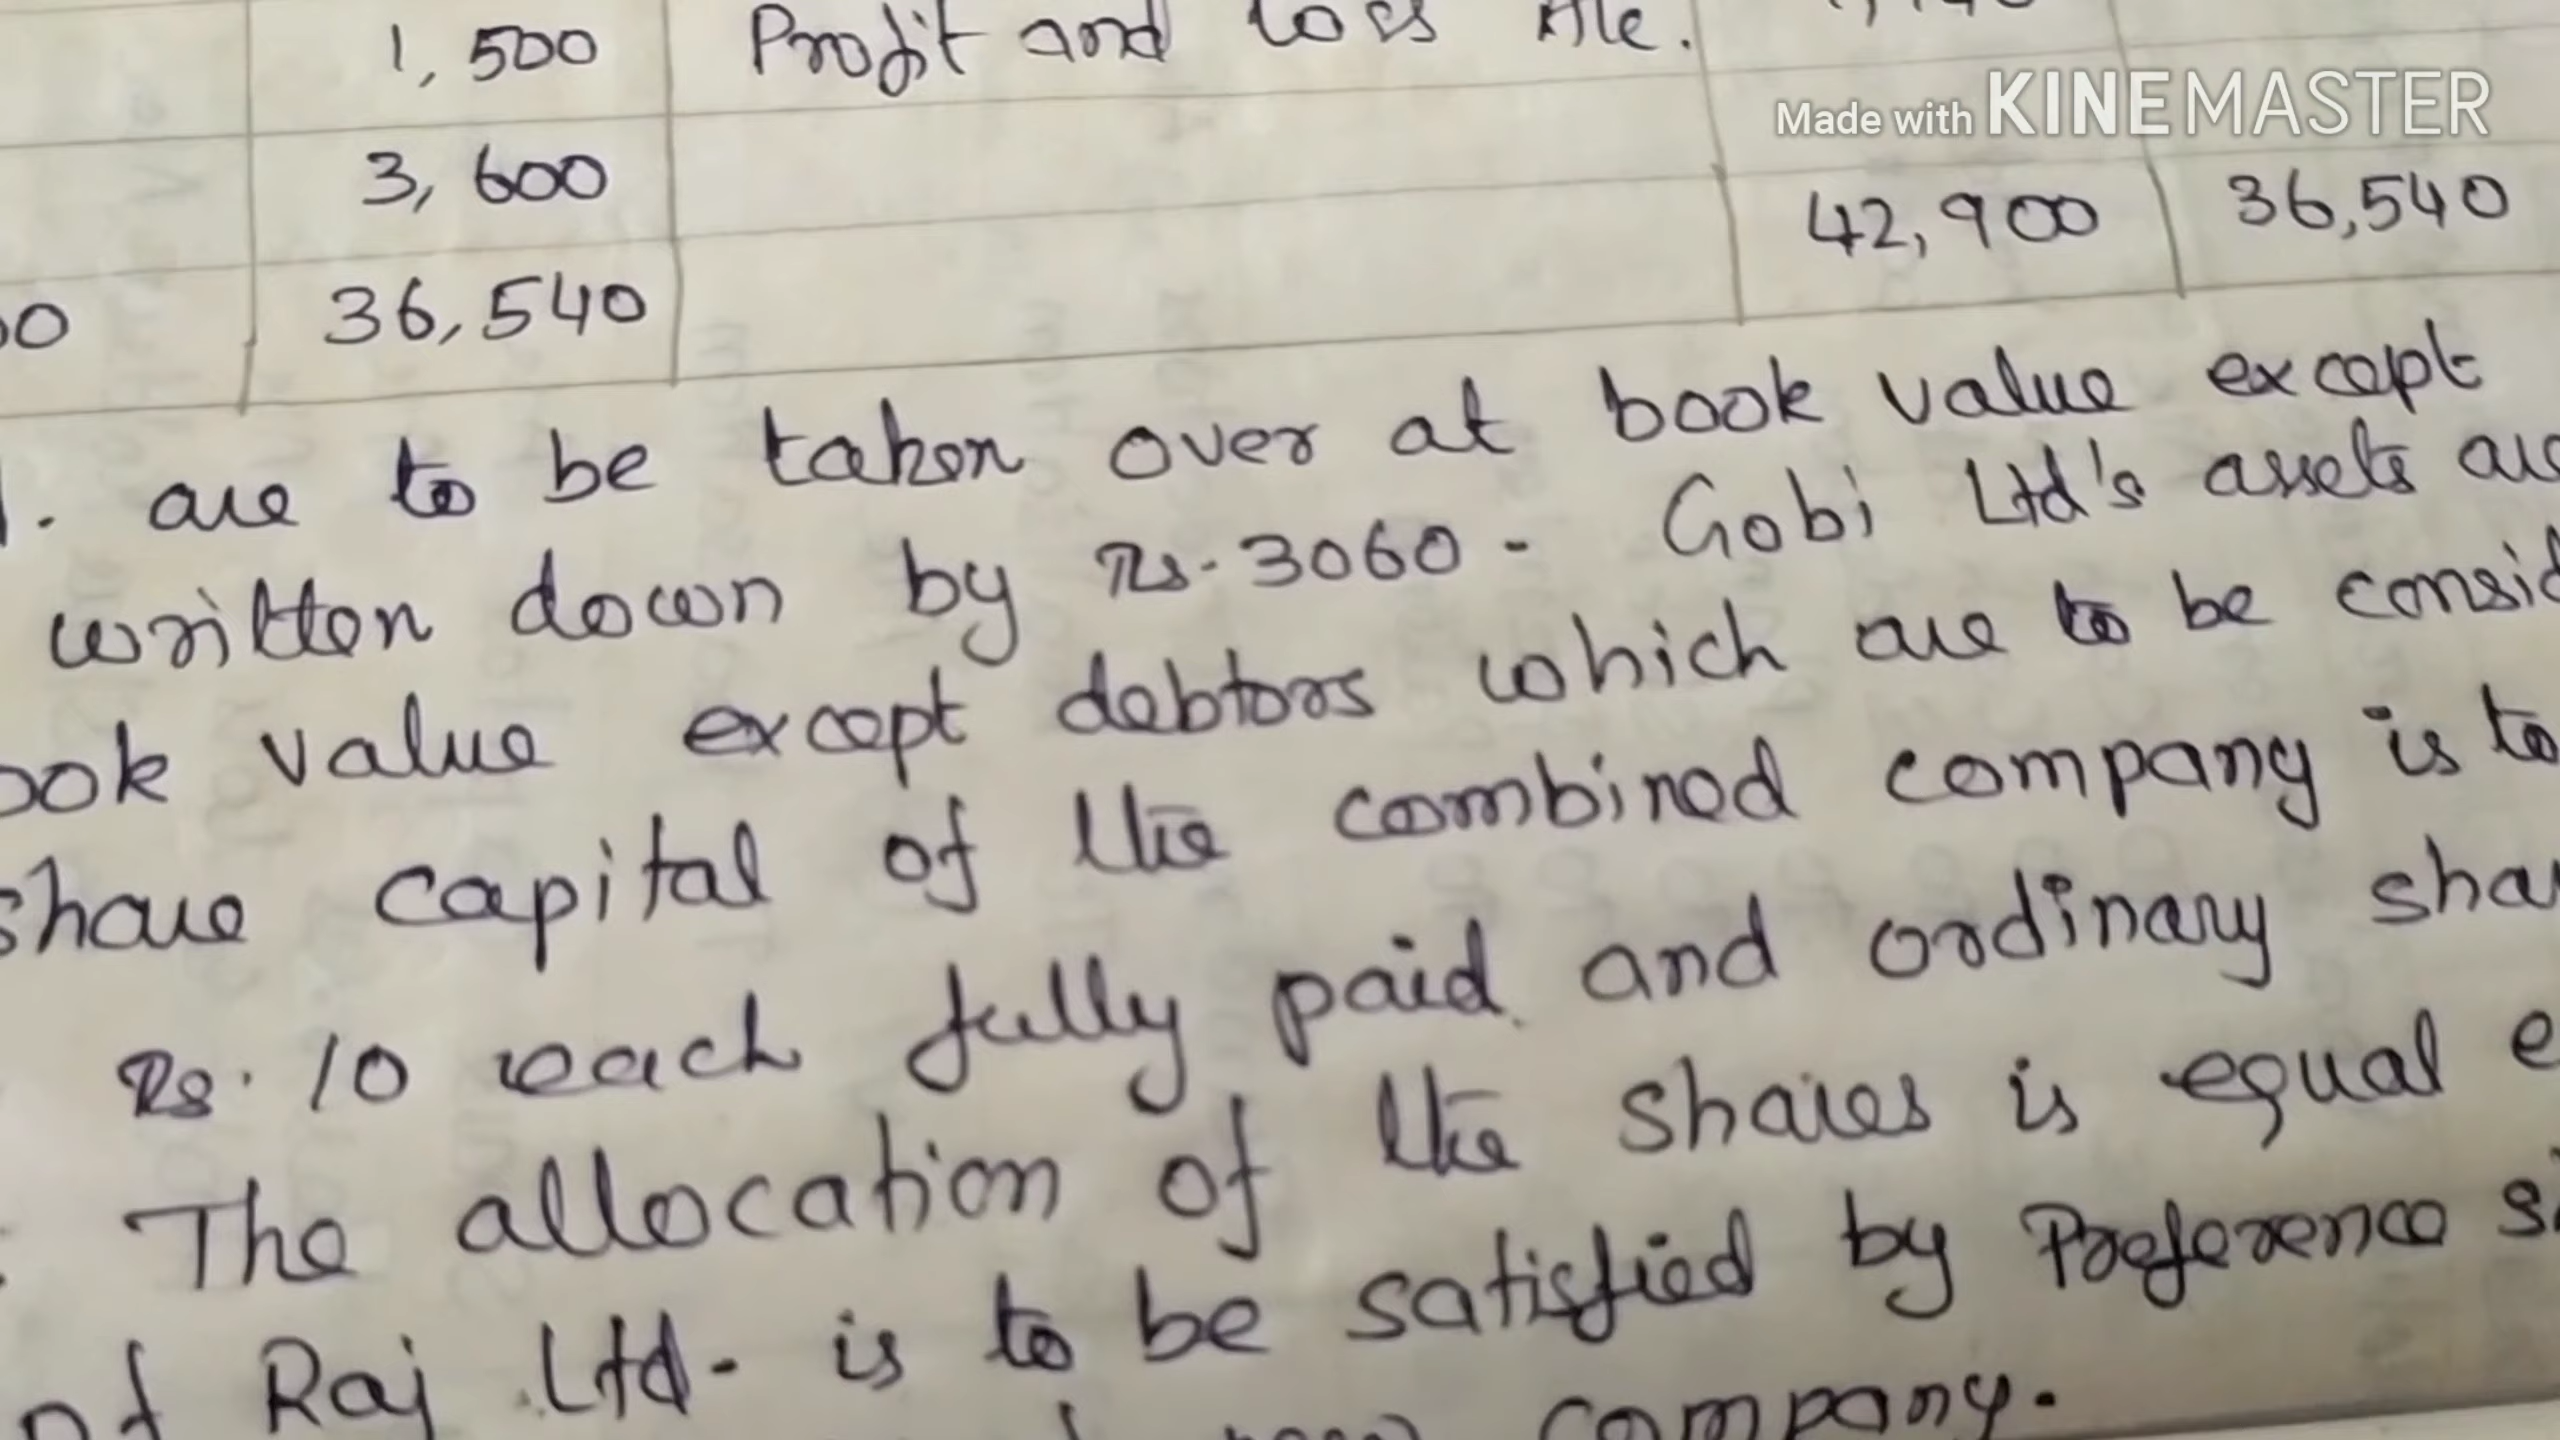 1,500 Profit and loss A/c.
Made with KINEMASTER
3,600
42,900 36,540
36,540
are to be taken over at book value except
written down by Rs. 3060. Gobi Ltd's assets are
book value except debtors which are to be
share capital of the combined company is to
Rs. 10 each fully paid and ordinary
The allocation of the shares is equal
of Raj Ltd. is to be satisfied by Preference
company.